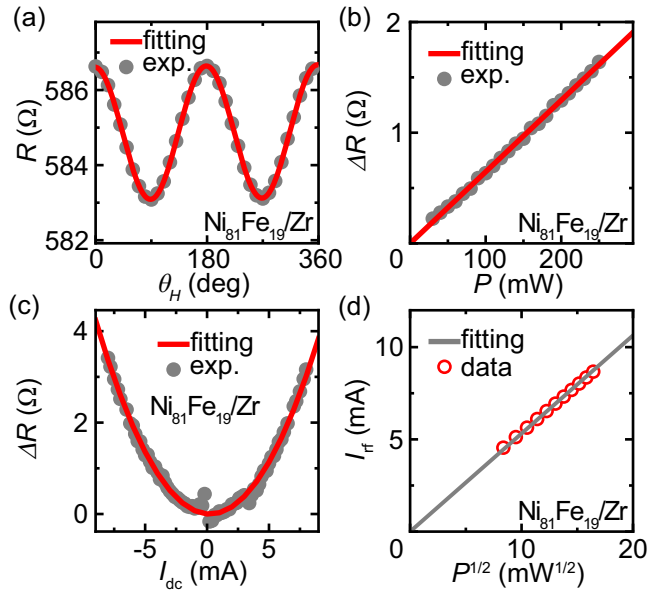 (a)
fitting
exp.
586
584
582
R (Ω)
Ni81Fe19/Zr
0
180
360
θH (deg)
(b)
fitting
exp.
2
1
0
ΔR (Ω)
Ni81Fe19/Zr
0
100
200
P (mW)
(c)
fitting
exp.
4
2
0
ΔR (Ω)
Ni81Fe19/Zr
-5
0
5
Idc (mA)
(d)
fitting
data
10
5
0
Irf (mA)
Ni81Fe19/Zr
0
10
20
P1/2 (mW1/2)